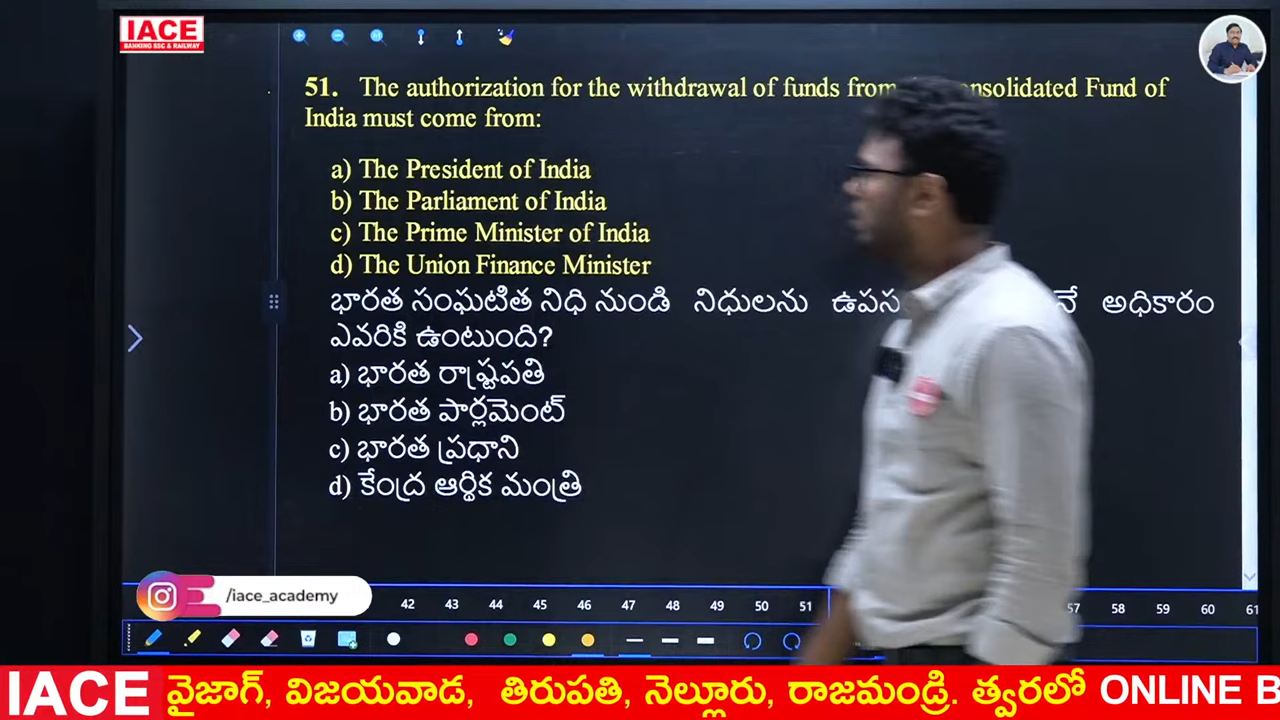 IACE
BANKING SSC & RAILWAY
51. The authorization for the withdrawal of funds from onsolidated Fund of
India must come from:
a) The President of India
b) The Parliament of India
c) The Prime Minister of India
d) The Union Finance Minister
భారత సంఘటిత నిధి నుండి నిధులను ఉపస నే అధికారం
ఎవరికి ఉంటుంది?
a) భారత రాష్ట్రపతి
b) భారత పార్లమెంట్
c) భారత ప్రధాని
d) కేంద్ర ఆర్థిక మంత్రి
/iace_academy
42 43 44 45 46 47 48 49 50 51 57 58 59 60 61
IACE వైజాగ్, విజయవాడ, తిరుపతి, నెల్లూరు, రాజమండ్రి. త్వరలో ONLINE B